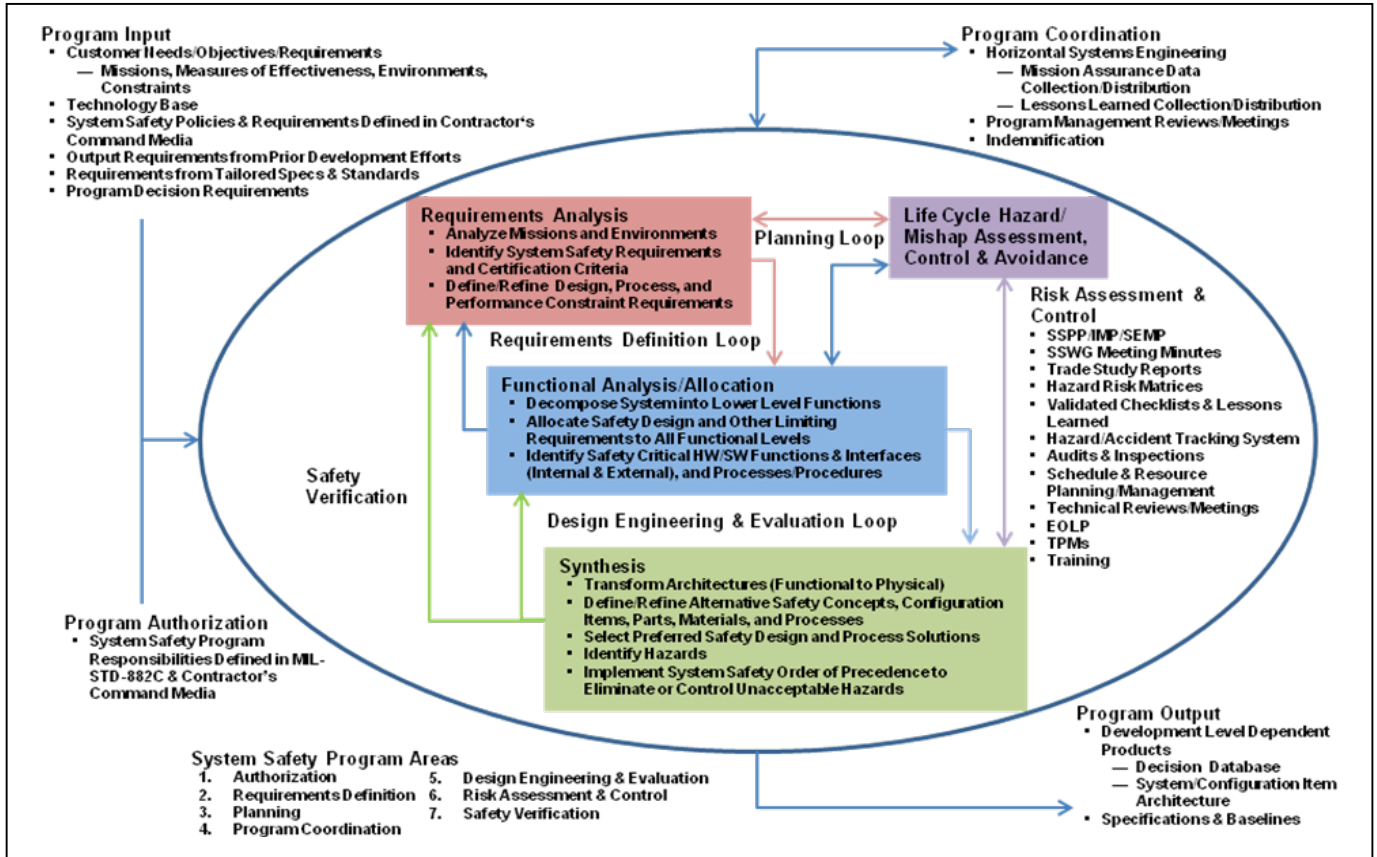 Program Input
▪ Customer Needs/Objectives/Requirements
— Missions, Measures of Effectiveness, Environments,
Constraints
▪ Technology Base
▪ System Safety Policies & Requirements Defined in Contractor's
Command Media
▪ Output Requirements from Prior Development Efforts
▪ Requirements from Tailored Specs & Standards
▪ Program Decision Requirements
Program Coordination
▪ Horizontal Systems Engineering
— Mission Assurance Data
Collection/Distribution
— Lessons Learned Collection/Distribution
▪ Program Management Reviews/Meetings
▪ Indemnification
Requirements Analysis
▪ Analyze Missions and Environments
▪ Identify System Safety Requirements
and Certification Criteria
▪ Define/Refine Design, Process, and
Performance Constraint Requirements
Planning Loop
Life Cycle Hazard/
Mishap Assessment,
Control & Avoidance
Requirements Definition Loop
Risk Assessment &
Control
▪ SSPP/IMP/SEMP
▪ SSWG Meeting Minutes
▪ Trade Study Reports
▪ Hazard Risk Matrices
▪ Validated Checklists & Lessons
Learned
▪ Hazard/Accident Tracking System
▪ Audits & Inspections
▪ Schedule & Resource
Planning/Management
▪ Technical Reviews/Meetings
▪ EOLP
▪ TPMs
▪ Training
Functional Analysis/Allocation
▪ Decompose System into Lower Level Functions
▪ Allocate Safety Design and Other Limiting
Requirements to All Functional Levels
▪ Identify Safety Critical HW/SW Functions & Interfaces
(Internal & External), and Processes/Procedures
Safety
Verification
Design Engineering & Evaluation Loop
Synthesis
▪ Transform Architectures (Functional to Physical)
▪ Define/Refine Alternative Safety Concepts, Configuration
Items, Parts, Materials, and Processes
▪ Select Preferred Safety Design and Process Solutions
▪ Identify Hazards
▪ Implement System Safety Order of Precedence to
Eliminate or Control Unacceptable Hazards
Program Authorization
▪ System Safety Program
Responsibilities Defined in MIL-
STD-882C & Contractor's
Command Media
System Safety Program Areas
1. Authorization
2. Requirements Definition
3. Planning
4. Program Coordination
5. Design Engineering & Evaluation
6. Risk Assessment & Control
7. Safety Verification
Program Output
▪ Development Level Dependent
Products
— Decision Database
— System/Configuration Item
Architecture
▪ Specifications & Baselines